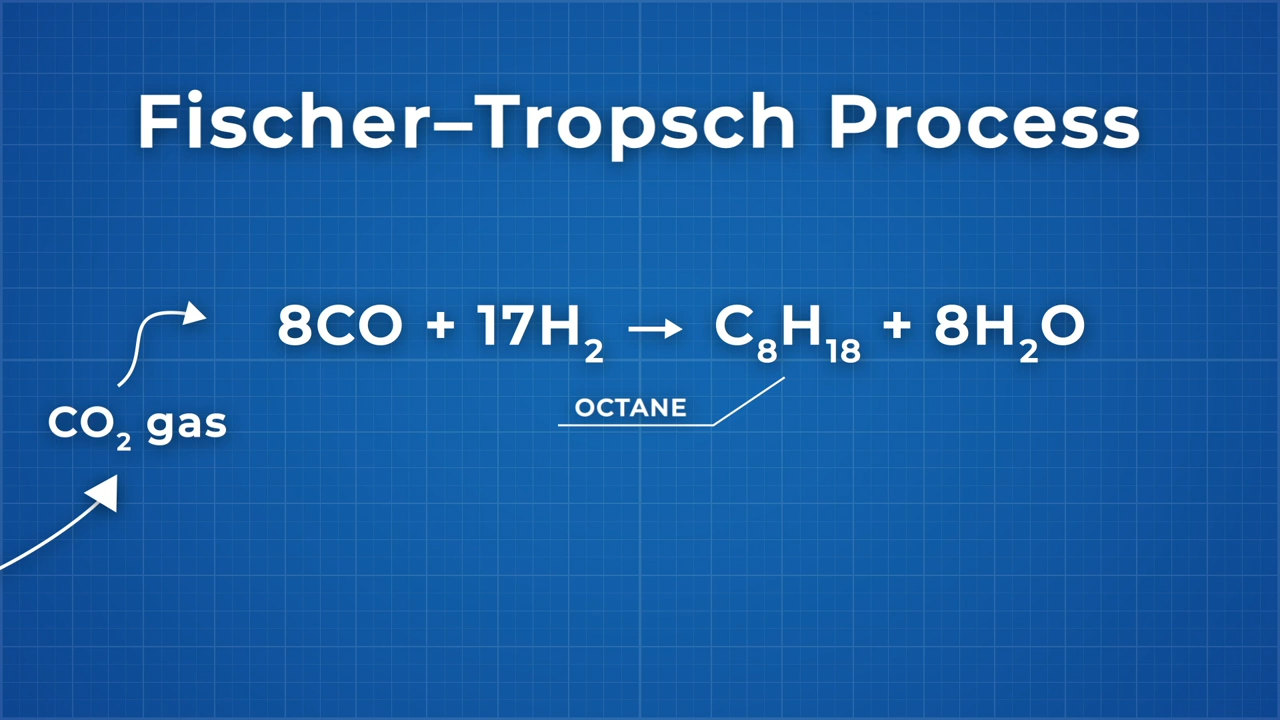 Fischer–Tropsch Process
8CO + 17H₂ → C₈H₁₈ + 8H₂O
OCTANE
CO₂ gas